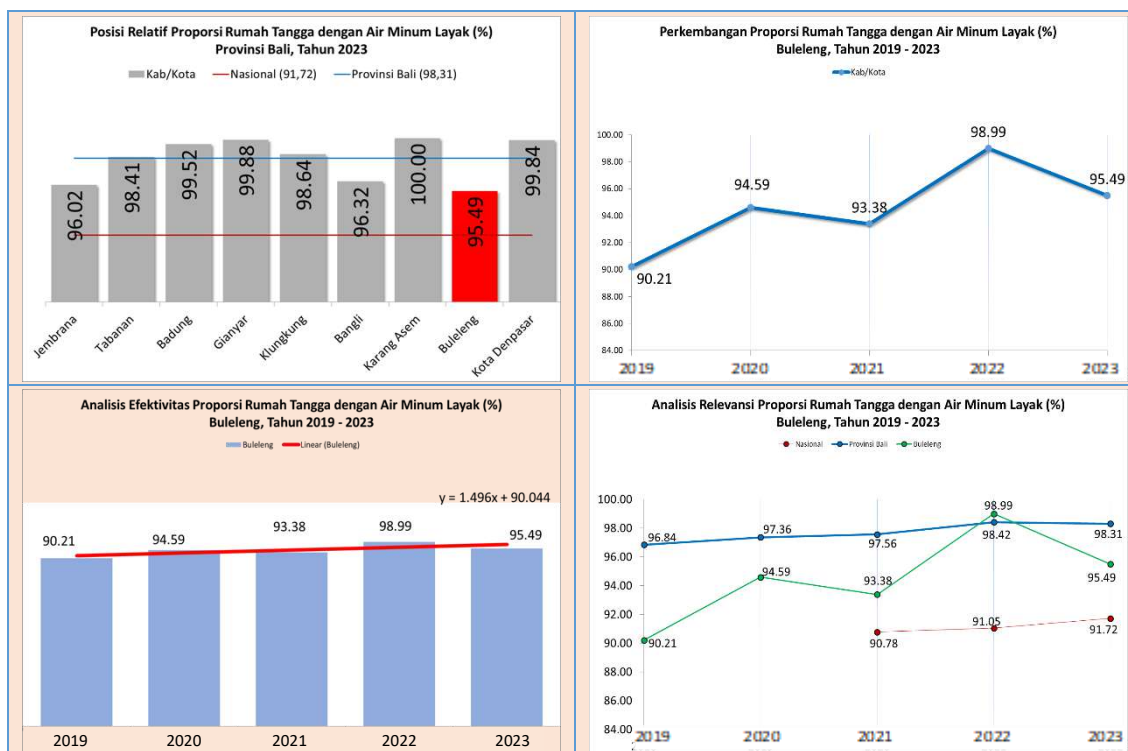 Posisi Relatif Proporsi Rumah Tangga dengan Air Minum Layak (%)
Provinsi Bali, Tahun 2023
Kab/Kota Nasional (91,72) Provinsi Bali (98,31)
96.02 98.41 99.52 99.88 98.64 96.32 100.00 95.49 99.84
Jembrana Tabanan Badung Gianyar Klungkung Bangli Karang Asem Buleleng Kota Denpasar
Perkembangan Proporsi Rumah Tangga dengan Air Minum Layak (%)
Buleleng, Tahun 2019 - 2023
Kab/Kota
100.00
98.00
96.00
94.00
92.00
90.00
88.00
86.00
84.00
90.21 94.59 93.38 98.99 95.49
2019 2020 2021 2022 2023
Analisis Efektivitas Proporsi Rumah Tangga dengan Air Minum Layak (%)
Buleleng, Tahun 2019 - 2023
Buleleng Linear (Buleleng)
y = 1.496x + 90.044
90.21 94.59 93.38 98.99 95.49
2019 2020 2021 2022 2023
Analisis Relevansi Proporsi Rumah Tangga dengan Air Minum Layak (%)
Buleleng, Tahun 2019 - 2023
Nasional Provinsi Bali Buleleng
100.00
98.00
96.00
94.00
92.00
90.00
88.00
86.00
84.00
96.84 97.36 97.56 98.42 98.31
90.21 94.59 93.38 98.99 95.49
90.78 91.05 91.72
2019 2020 2021 2022 2023